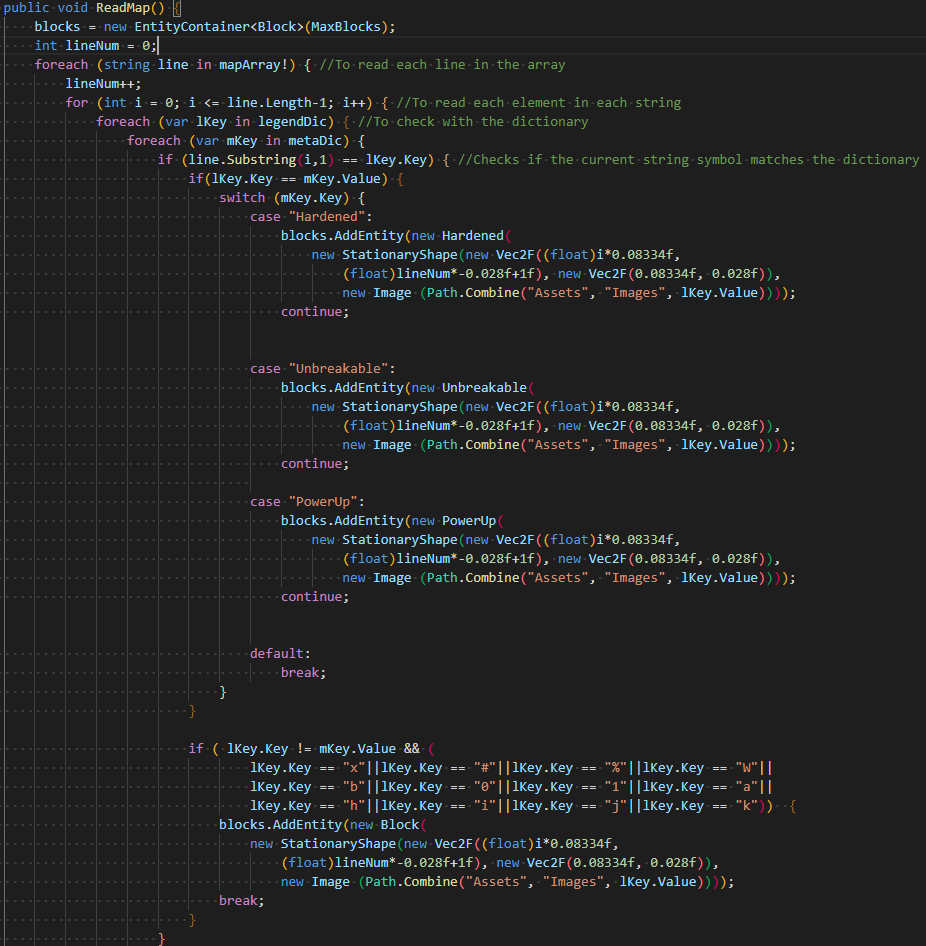 public void ReadMap() {
blocks = new EntityContainer<Block>(MaxBlocks);
int lineNum = 0;
foreach (string line in mapArray!) { //To read each line in the array
lineNum++;
for (int i = 0; i <= line.Length-1; i++) { //To read each element in each string
foreach (var lKey in legendDic) { //To check with the dictionary
foreach (var mKey in metaDic) {
if (line.Substring(i,1) == lKey.Key) { //Checks if the current string symbol matches the dictionary
if(lKey.Key == mKey.Value) {
switch (mKey.Key) {
case "Hardened":
blocks.AddEntity(new Hardened(
new StationaryShape(new Vec2F((float)i*0.08334f,
(float)lineNum*-0.028f+1f), new Vec2F(0.08334f, 0.028f)),
new Image (Path.Combine("Assets", "Images", lKey.Value))));
continue;
case "Unbreakable":
blocks.AddEntity(new Unbreakable(
new StationaryShape(new Vec2F((float)i*0.08334f,
(float)lineNum*-0.028f+1f), new Vec2F(0.08334f, 0.028f)),
new Image (Path.Combine("Assets", "Images", lKey.Value))));
continue;
case "PowerUp":
blocks.AddEntity(new PowerUp(
new StationaryShape(new Vec2F((float)i*0.08334f,
(float)lineNum*-0.028f+1f), new Vec2F(0.08334f, 0.028f)),
new Image (Path.Combine("Assets", "Images", lKey.Value))));
continue;
default:
break;
}
}
if ( lKey.Key != mKey.Value && (
lKey.Key == "x"||lKey.Key == "#"||lKey.Key == "%"||lKey.Key == "W"||
lKey.Key == "b"||lKey.Key == "0"||lKey.Key == "1"||lKey.Key == "a"||
lKey.Key == "h"||lKey.Key == "i"||lKey.Key == "j"||lKey.Key == "k")) {
blocks.AddEntity(new Block(
new StationaryShape(new Vec2F((float)i*0.08334f,
(float)lineNum*-0.028f+1f), new Vec2F(0.08334f, 0.028f)),
new Image (Path.Combine("Assets", "Images", lKey.Value))));
break;
}
}